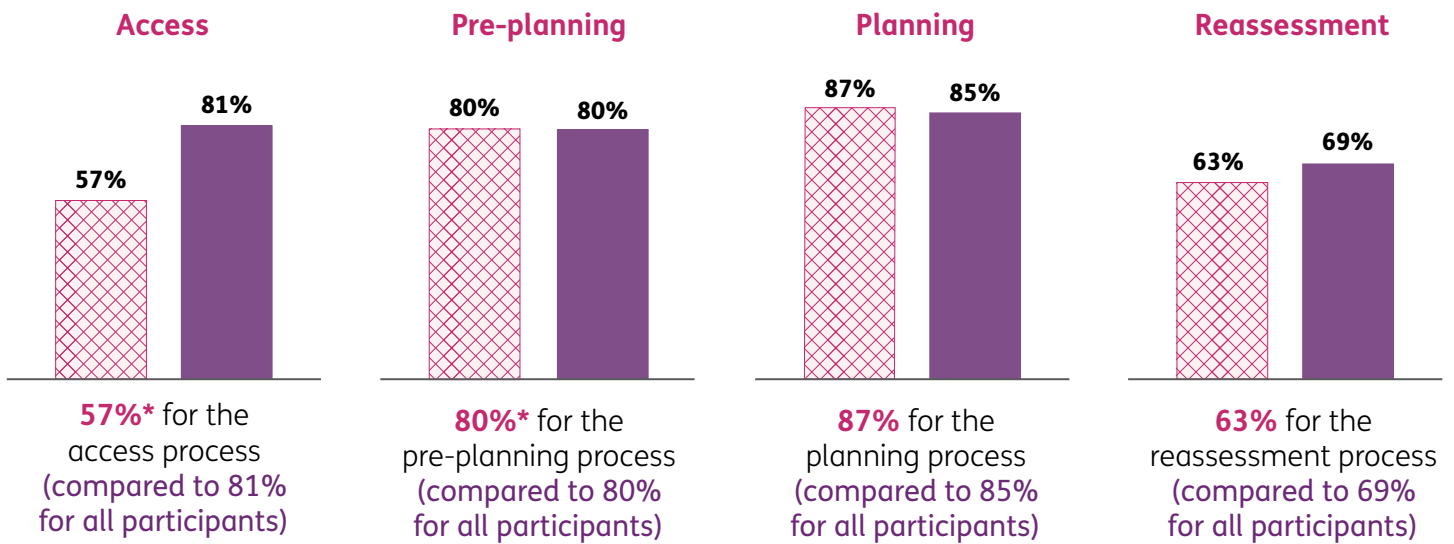 Access
57%
81%
57%* for the
access process
(compared to 81%
for all participants)
Pre-planning
80%
80%
80%* for the
pre-planning process
(compared to 80%
for all participants)
Planning
87%
85%
87% for the
planning process
(compared to 85%
for all participants)
Reassessment
63%
69%
63% for the
reassessment process
(compared to 69%
for all participants)